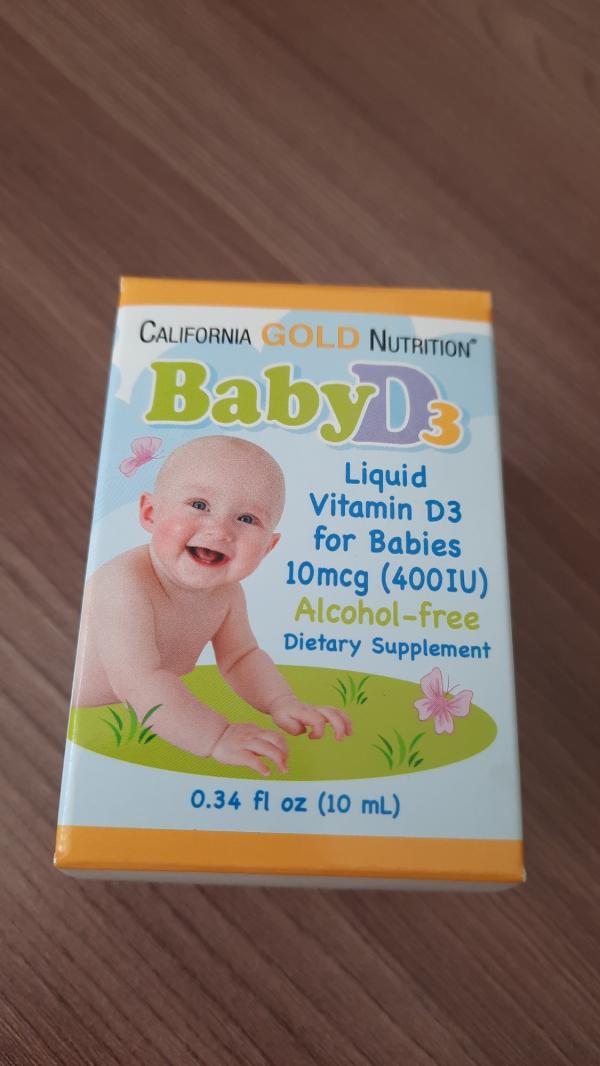 CALIFORNIA GOLD NUTRITION®
BabyD3
Liquid
Vitamin D3
for Babies
10mcg (400IU)
Alcohol-free
Dietary Supplement
0.34 fl oz (10 mL)